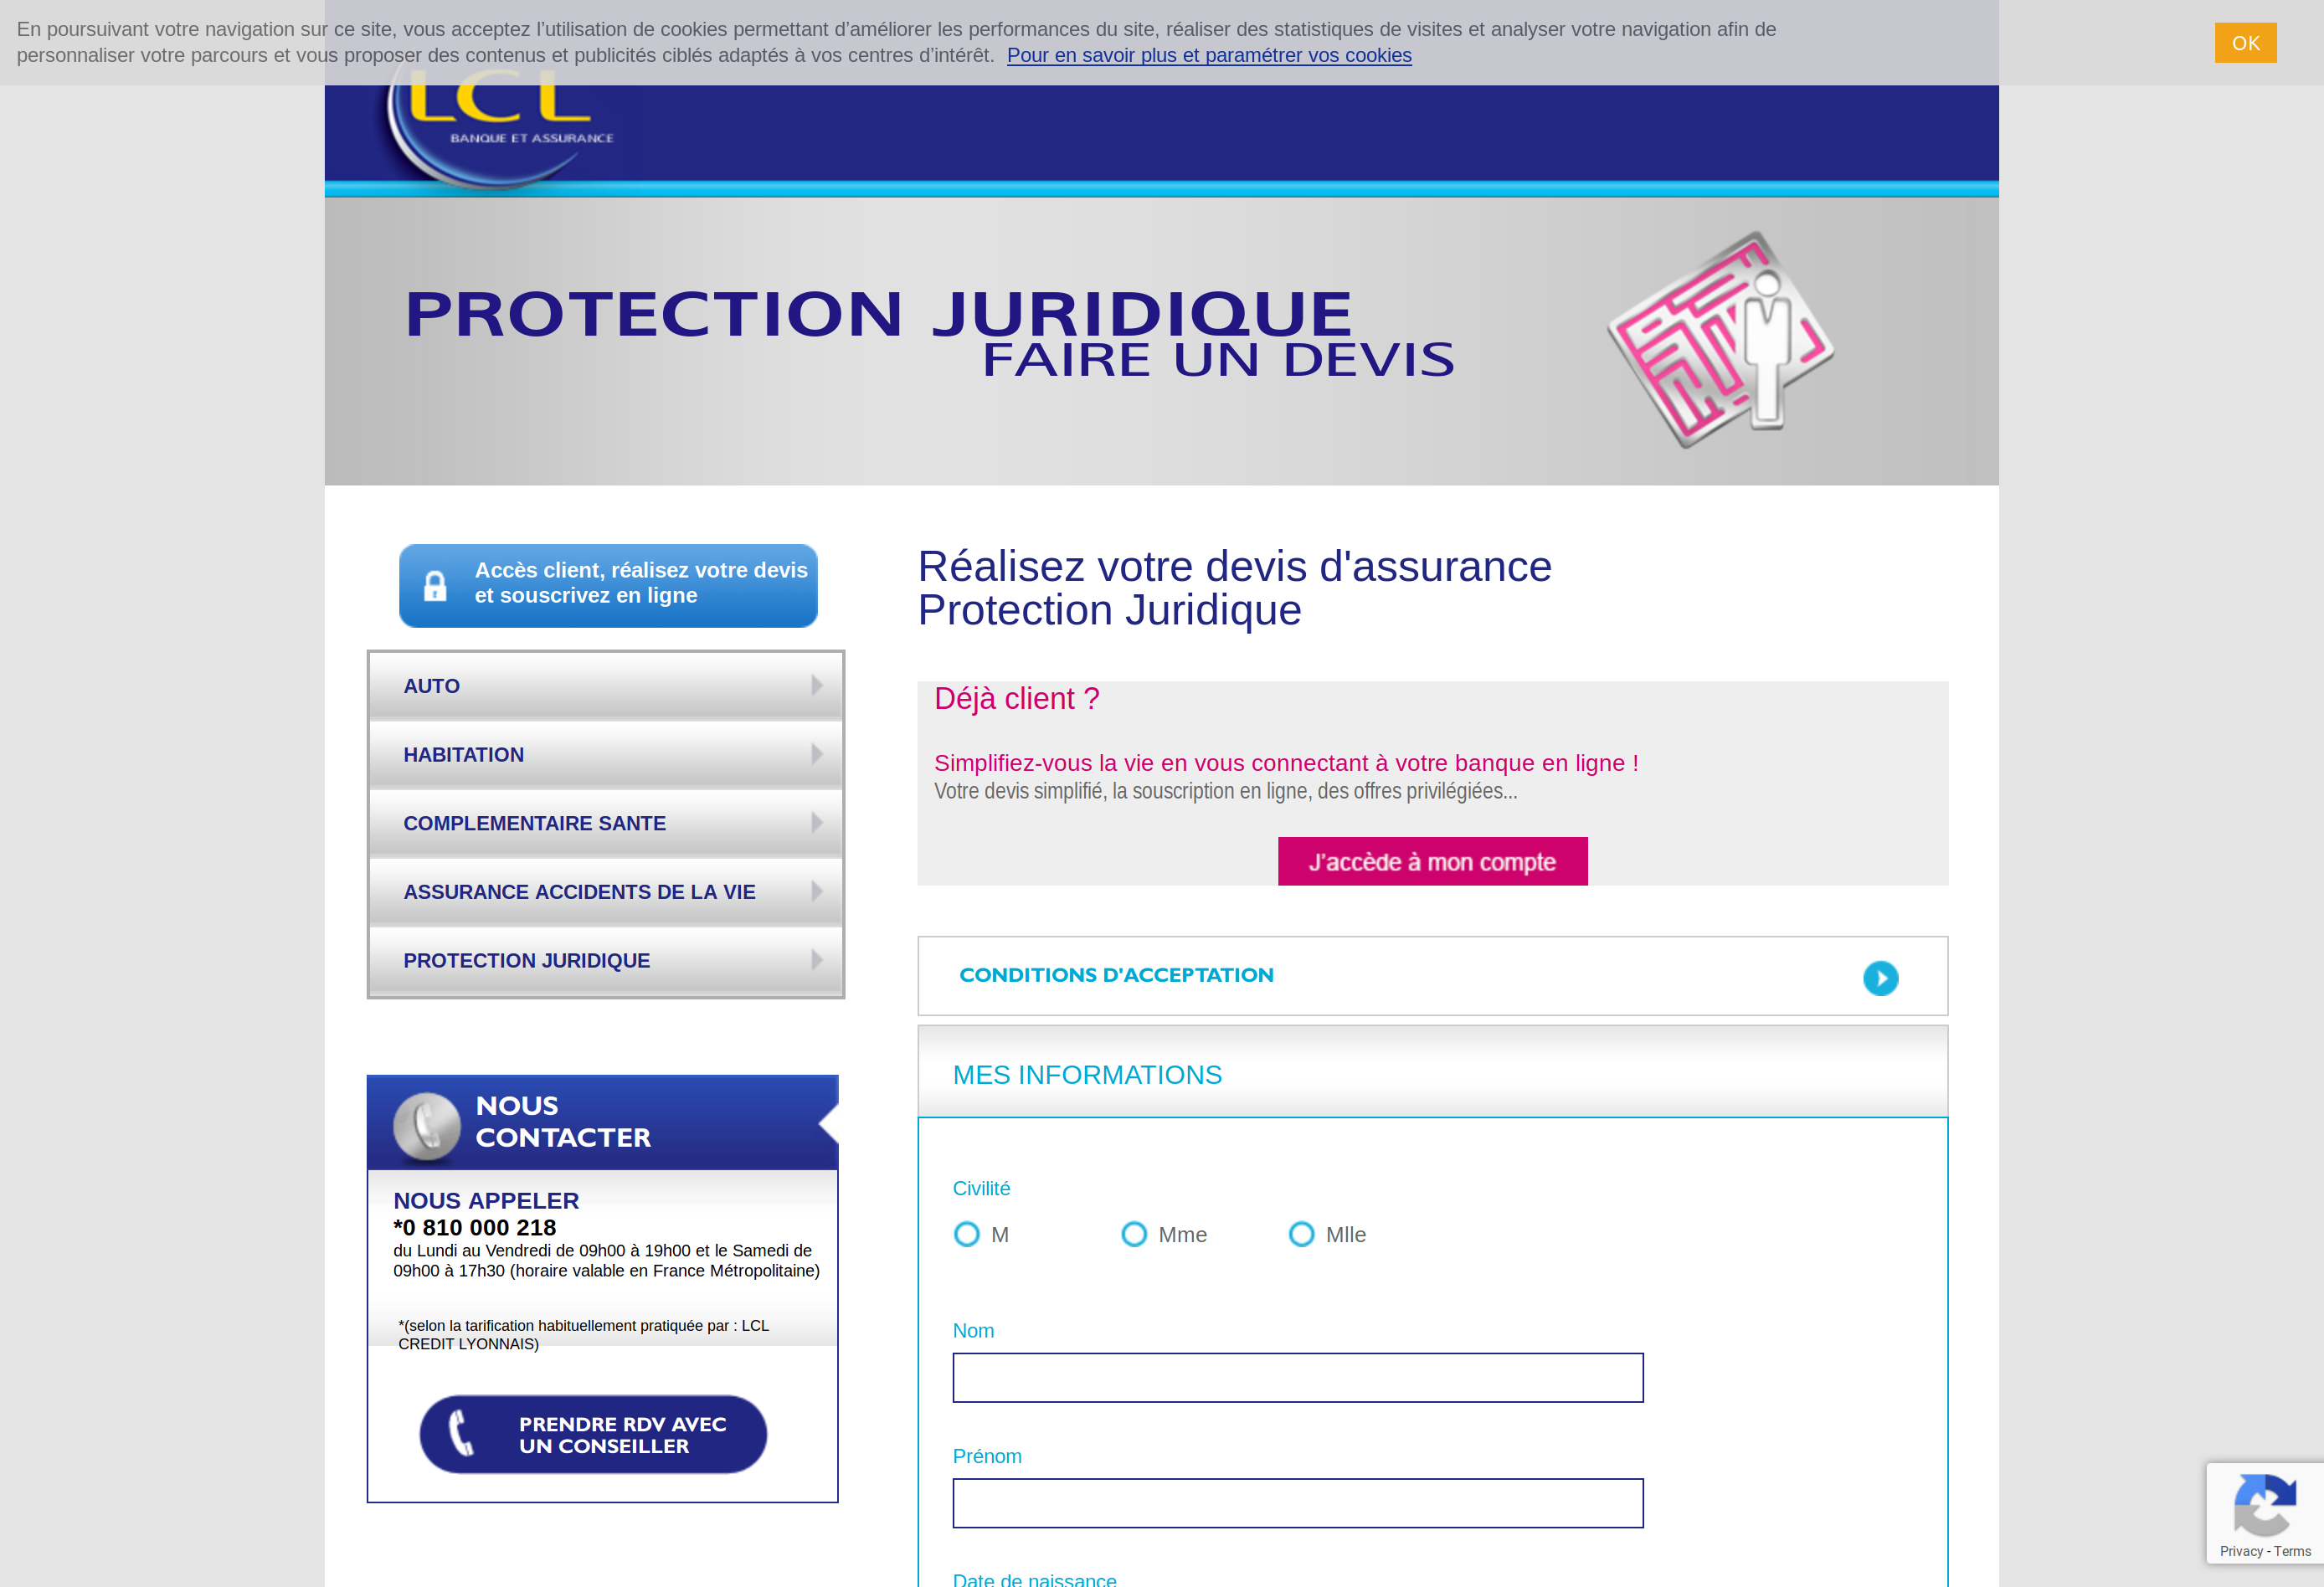 En poursuivant votre navigation sur ce site, vous acceptez l’utilisation de cookies permettant d’améliorer les performances du site, réaliser des statistiques de visites et analyser votre navigation afin de
personnaliser votre parcours et vous proposer des contenus et publicités ciblés adaptés à vos centres d’intérêt. Pour en savoir plus et paramétrer vos cookies
OK
LCL
BANQUE ET ASSURANCE
PROTECTION JURIDIQUE
FAIRE UN DEVIS
Accès client, réalisez votre devis
et souscrivez en ligne
AUTO
HABITATION
COMPLEMENTAIRE SANTE
ASSURANCE ACCIDENTS DE LA VIE
PROTECTION JURIDIQUE
NOUS
CONTACTER
NOUS APPELER
*0 810 000 218
du Lundi au Vendredi de 09h00 à 19h00 et le Samedi de
09h00 à 17h30 (horaire valable en France Métropolitaine)
*(selon la tarification habituellement pratiquée par : LCL
CREDIT LYONNAIS)
PRENDRE RDV AVEC
UN CONSEILLER
Réalisez votre devis d'assurance
Protection Juridique
Déjà client ?
Simplifiez-vous la vie en vous connectant à votre banque en ligne !
Votre devis simplifié, la souscription en ligne, des offres privilégiées...
J'accède à mon compte
CONDITIONS D'ACCEPTATION
MES INFORMATIONS
Civilité
M
Mme
Mlle
Nom
Prénom
Date de naissance
Privacy - Terms